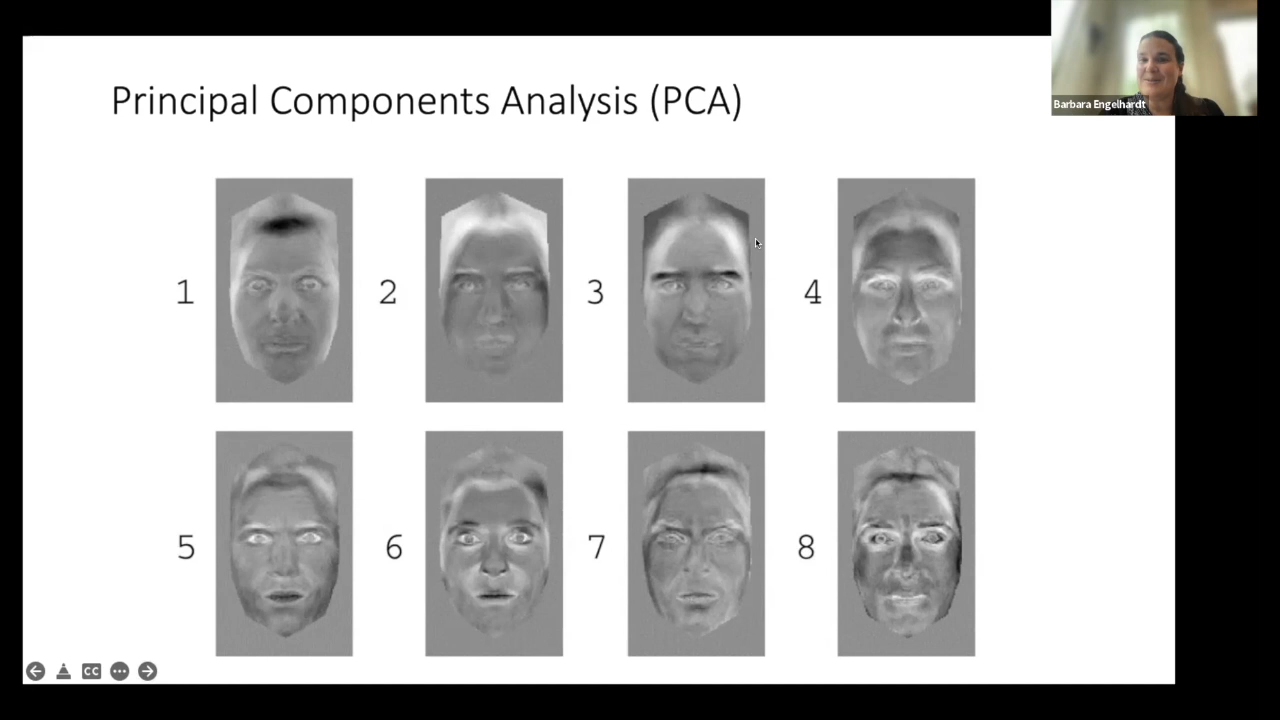 Principal Components Analysis (PCA)
Barbara Engelhardt
1 2 3 4
5 6 7 8
CC